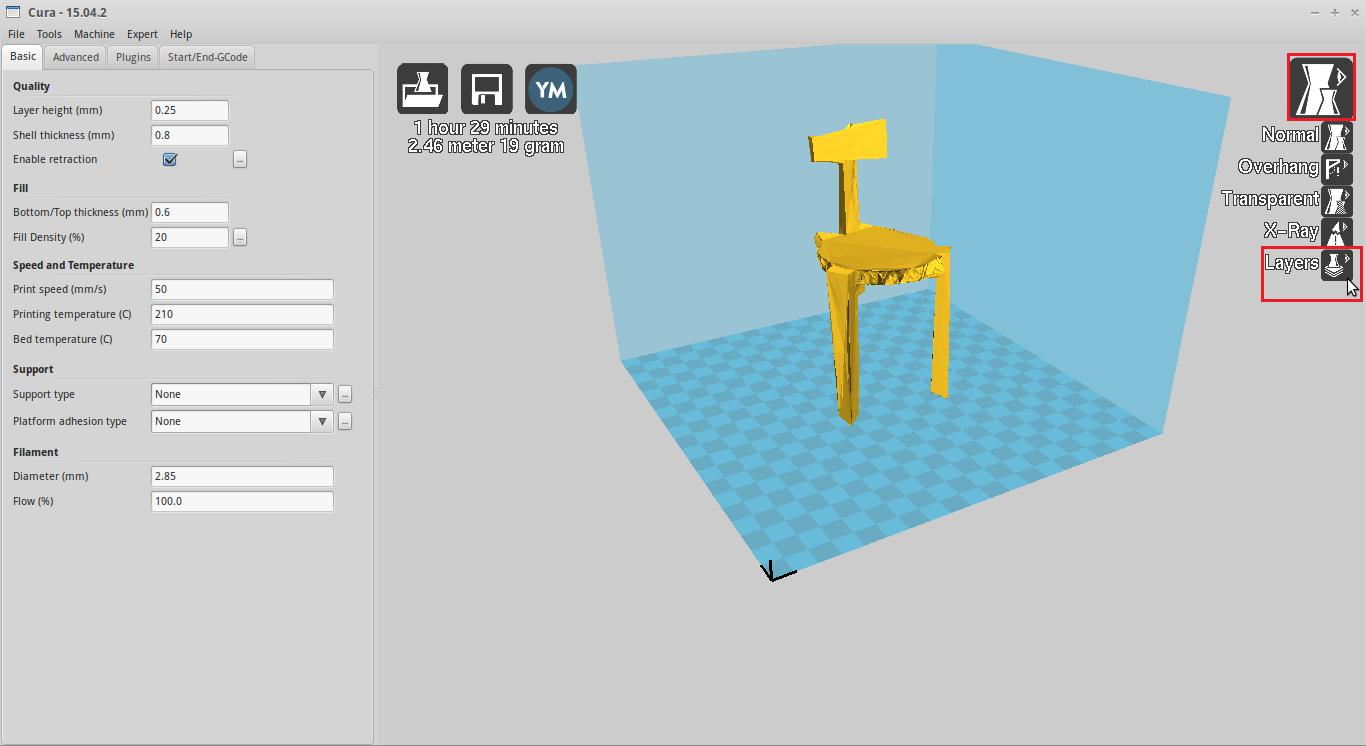 Cura - 15.04.2
File Tools Machine Expert Help
Basic Advanced Plugins Start/End-GCode
Quality
Layer height (mm) 0.25
Shell thickness (mm) 0.8
Enable retraction ...
Fill
Bottom/Top thickness (mm) 0.6
Fill Density (%) 20 ...
Speed and Temperature
Print speed (mm/s) 50
Printing temperature (C) 210
Bed temperature (C) 70
Support
Support type None ...
Platform adhesion type None ...
Filament
Diameter (mm) 2.85
Flow (%) 100.0
YM
1 hour 29 minutes
2.46 meter 19 gram
Normal
Overhang
Transparent
X-Ray
Layers